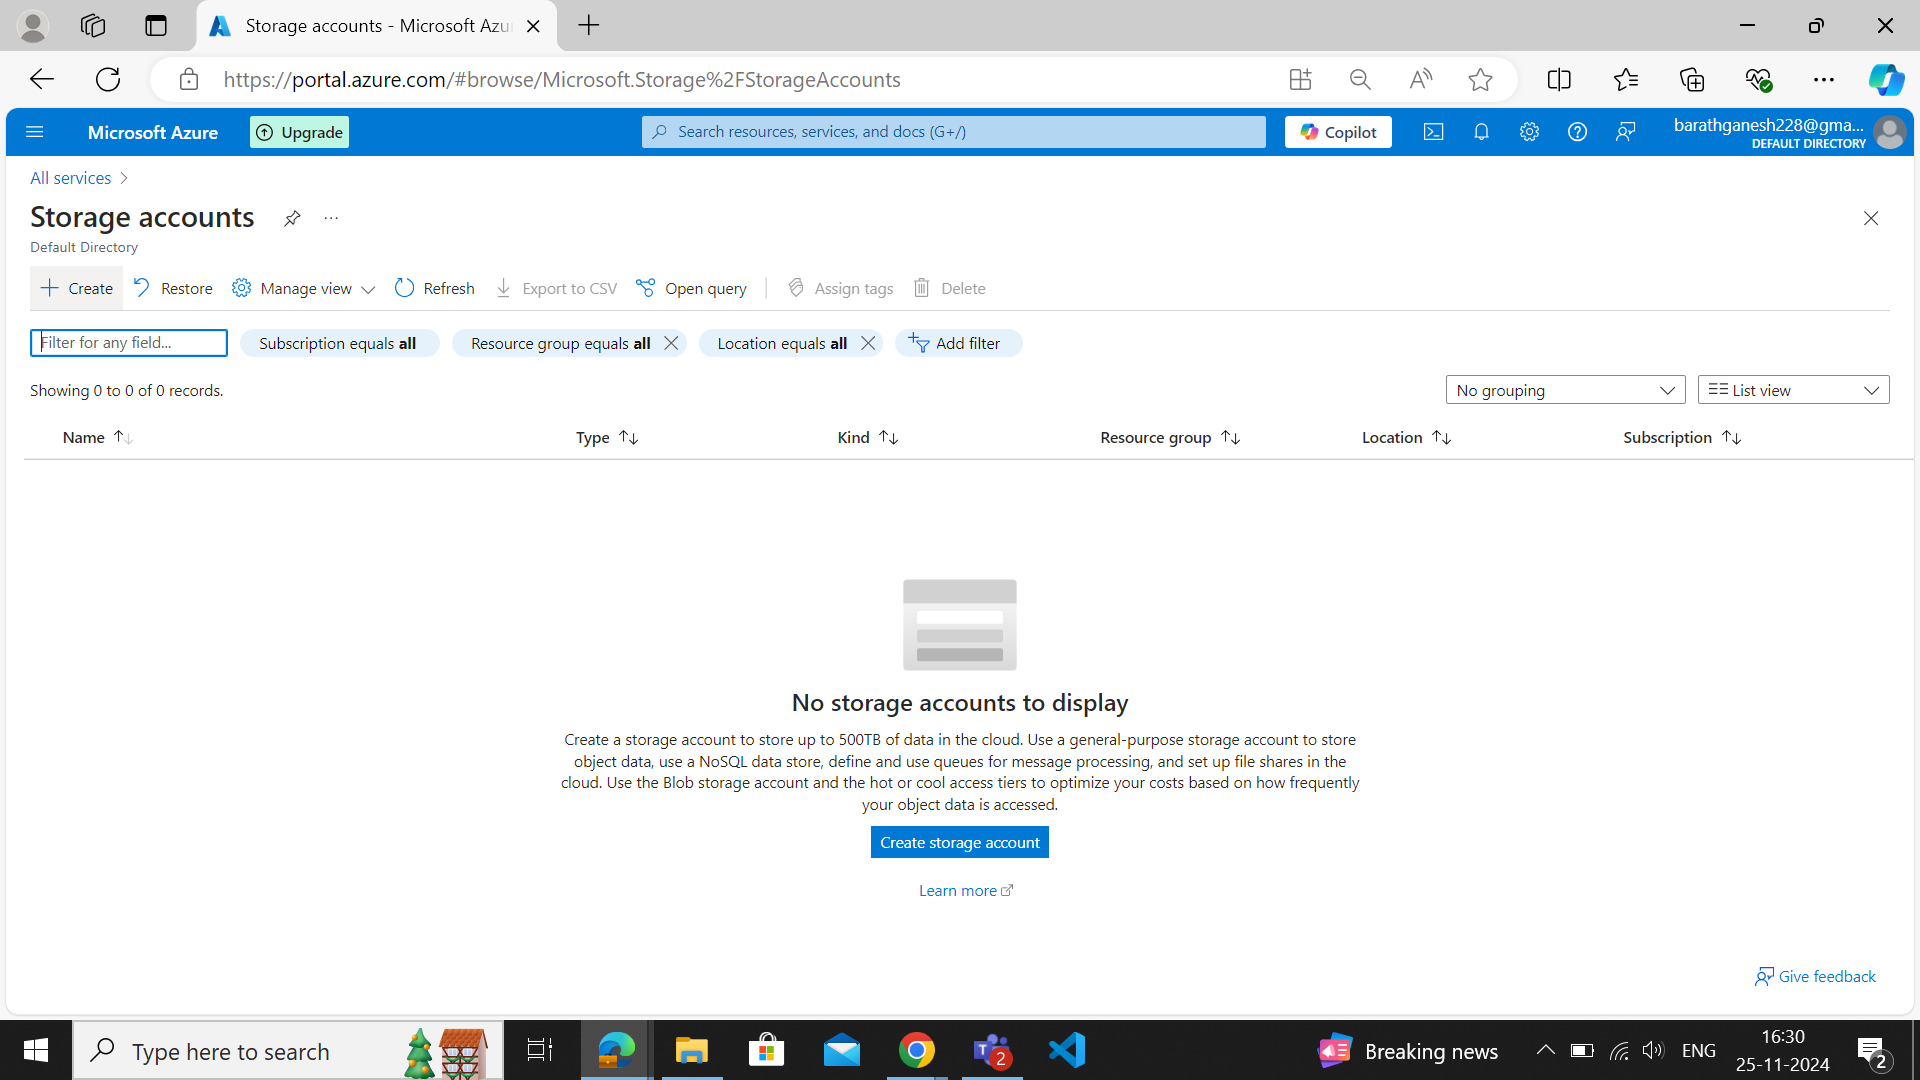 Storage accounts - Microsoft Azu
https://portal.azure.com/#browse/Microsoft.Storage%2FStorageAccounts
Microsoft Azure
Upgrade
Search resources, services, and docs (G+/)
Copilot
barathganesh228@gma...
DEFAULT DIRECTORY
All services
Storage accounts
Default Directory
Create Restore Manage view Refresh Export to CSV Open query Assign tags Delete
Filter for any field... Subscription equals all Resource group equals all Location equals all Add filter
Showing 0 to 0 of 0 records.
No grouping List view
Name Type Kind Resource group Location Subscription
No storage accounts to display
Create a storage account to store up to 500TB of data in the cloud. Use a general-purpose storage account to store
object data, use a NoSQL data store, define and use queues for message processing, and set up file shares in the
cloud. Use the Blob storage account and the hot or cool access tiers to optimize your costs based on how frequently
your object data is accessed.
Create storage account
Learn more
Give feedback
Type here to search
2
Breaking news
ENG
16:30
25-11-2024
2